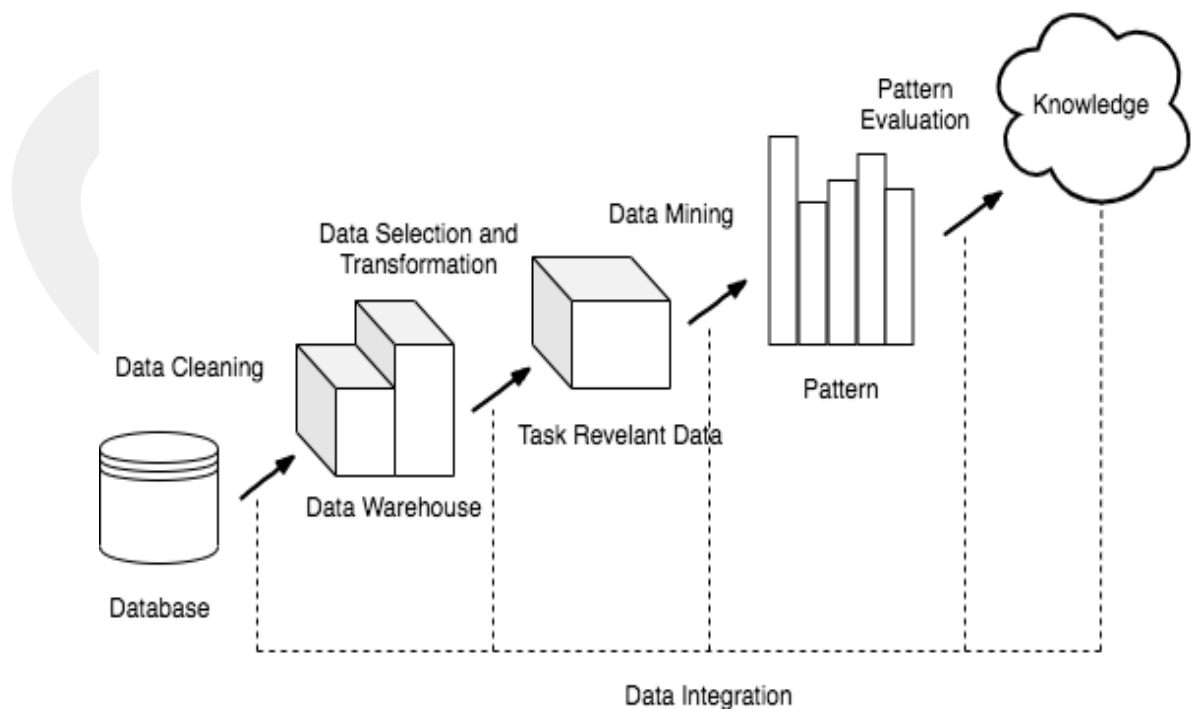 Pattern
Evaluation
Knowledge
Data Mining
Data Selection and
Transformation
Data Cleaning
Pattern
Task Revelant Data
Data Warehouse
Database
Data Integration